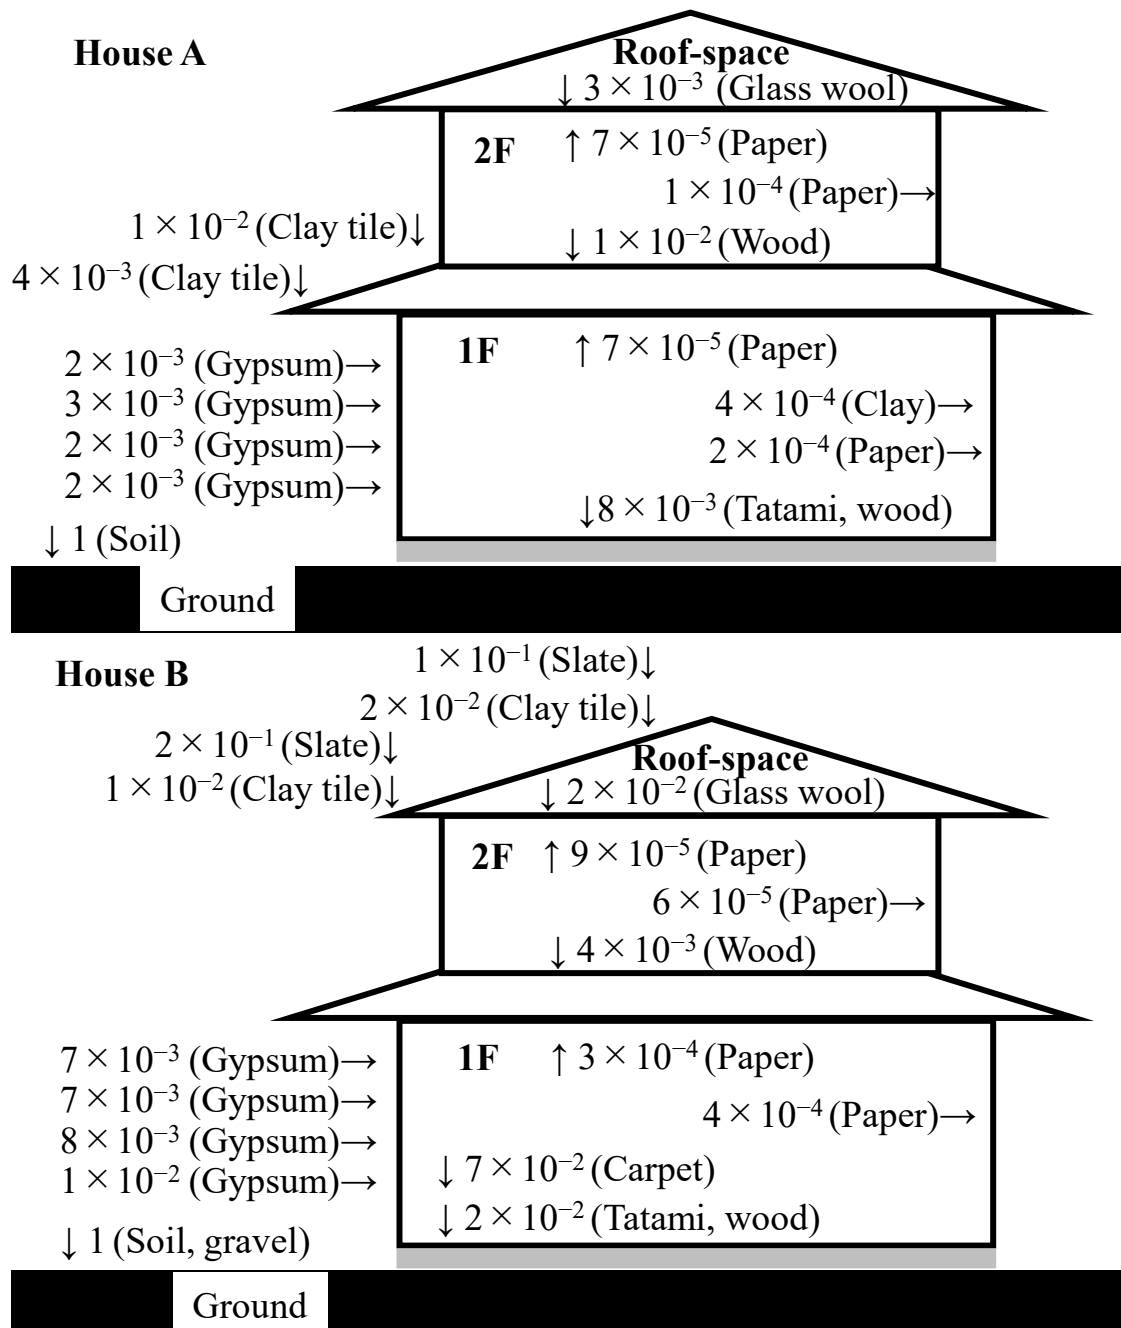 House A
Roof-space
↓ 3 × 10⁻³ (Glass wool)
2F ↑ 7 × 10⁻⁵ (Paper)
1 × 10⁻⁴ (Paper)→
1 × 10⁻² (Clay tile)↓
↓ 1 × 10⁻² (Wood)
4 × 10⁻³ (Clay tile)↓
1F ↑ 7 × 10⁻⁵ (Paper)
2 × 10⁻³ (Gypsum)→
3 × 10⁻³ (Gypsum)→
4 × 10⁻⁴ (Clay)→
2 × 10⁻³ (Gypsum)→
2 × 10⁻⁴ (Paper)→
2 × 10⁻³ (Gypsum)→
↓8 × 10⁻³ (Tatami, wood)
↓ 1 (Soil)
Ground
House B
1 × 10⁻¹ (Slate)↓
2 × 10⁻² (Clay tile)↓
2 × 10⁻¹ (Slate)↓
1 × 10⁻² (Clay tile)↓
Roof-space
↓ 2 × 10⁻² (Glass wool)
2F ↑ 9 × 10⁻⁵ (Paper)
6 × 10⁻⁵ (Paper)→
↓ 4 × 10⁻³ (Wood)
1F ↑ 3 × 10⁻⁴ (Paper)
7 × 10⁻³ (Gypsum)→
7 × 10⁻³ (Gypsum)→
4 × 10⁻⁴ (Paper)→
8 × 10⁻³ (Gypsum)→
1 × 10⁻² (Gypsum)→
↓ 7 × 10⁻² (Carpet)
↓ 2 × 10⁻² (Tatami, wood)
↓ 1 (Soil, gravel)
Ground